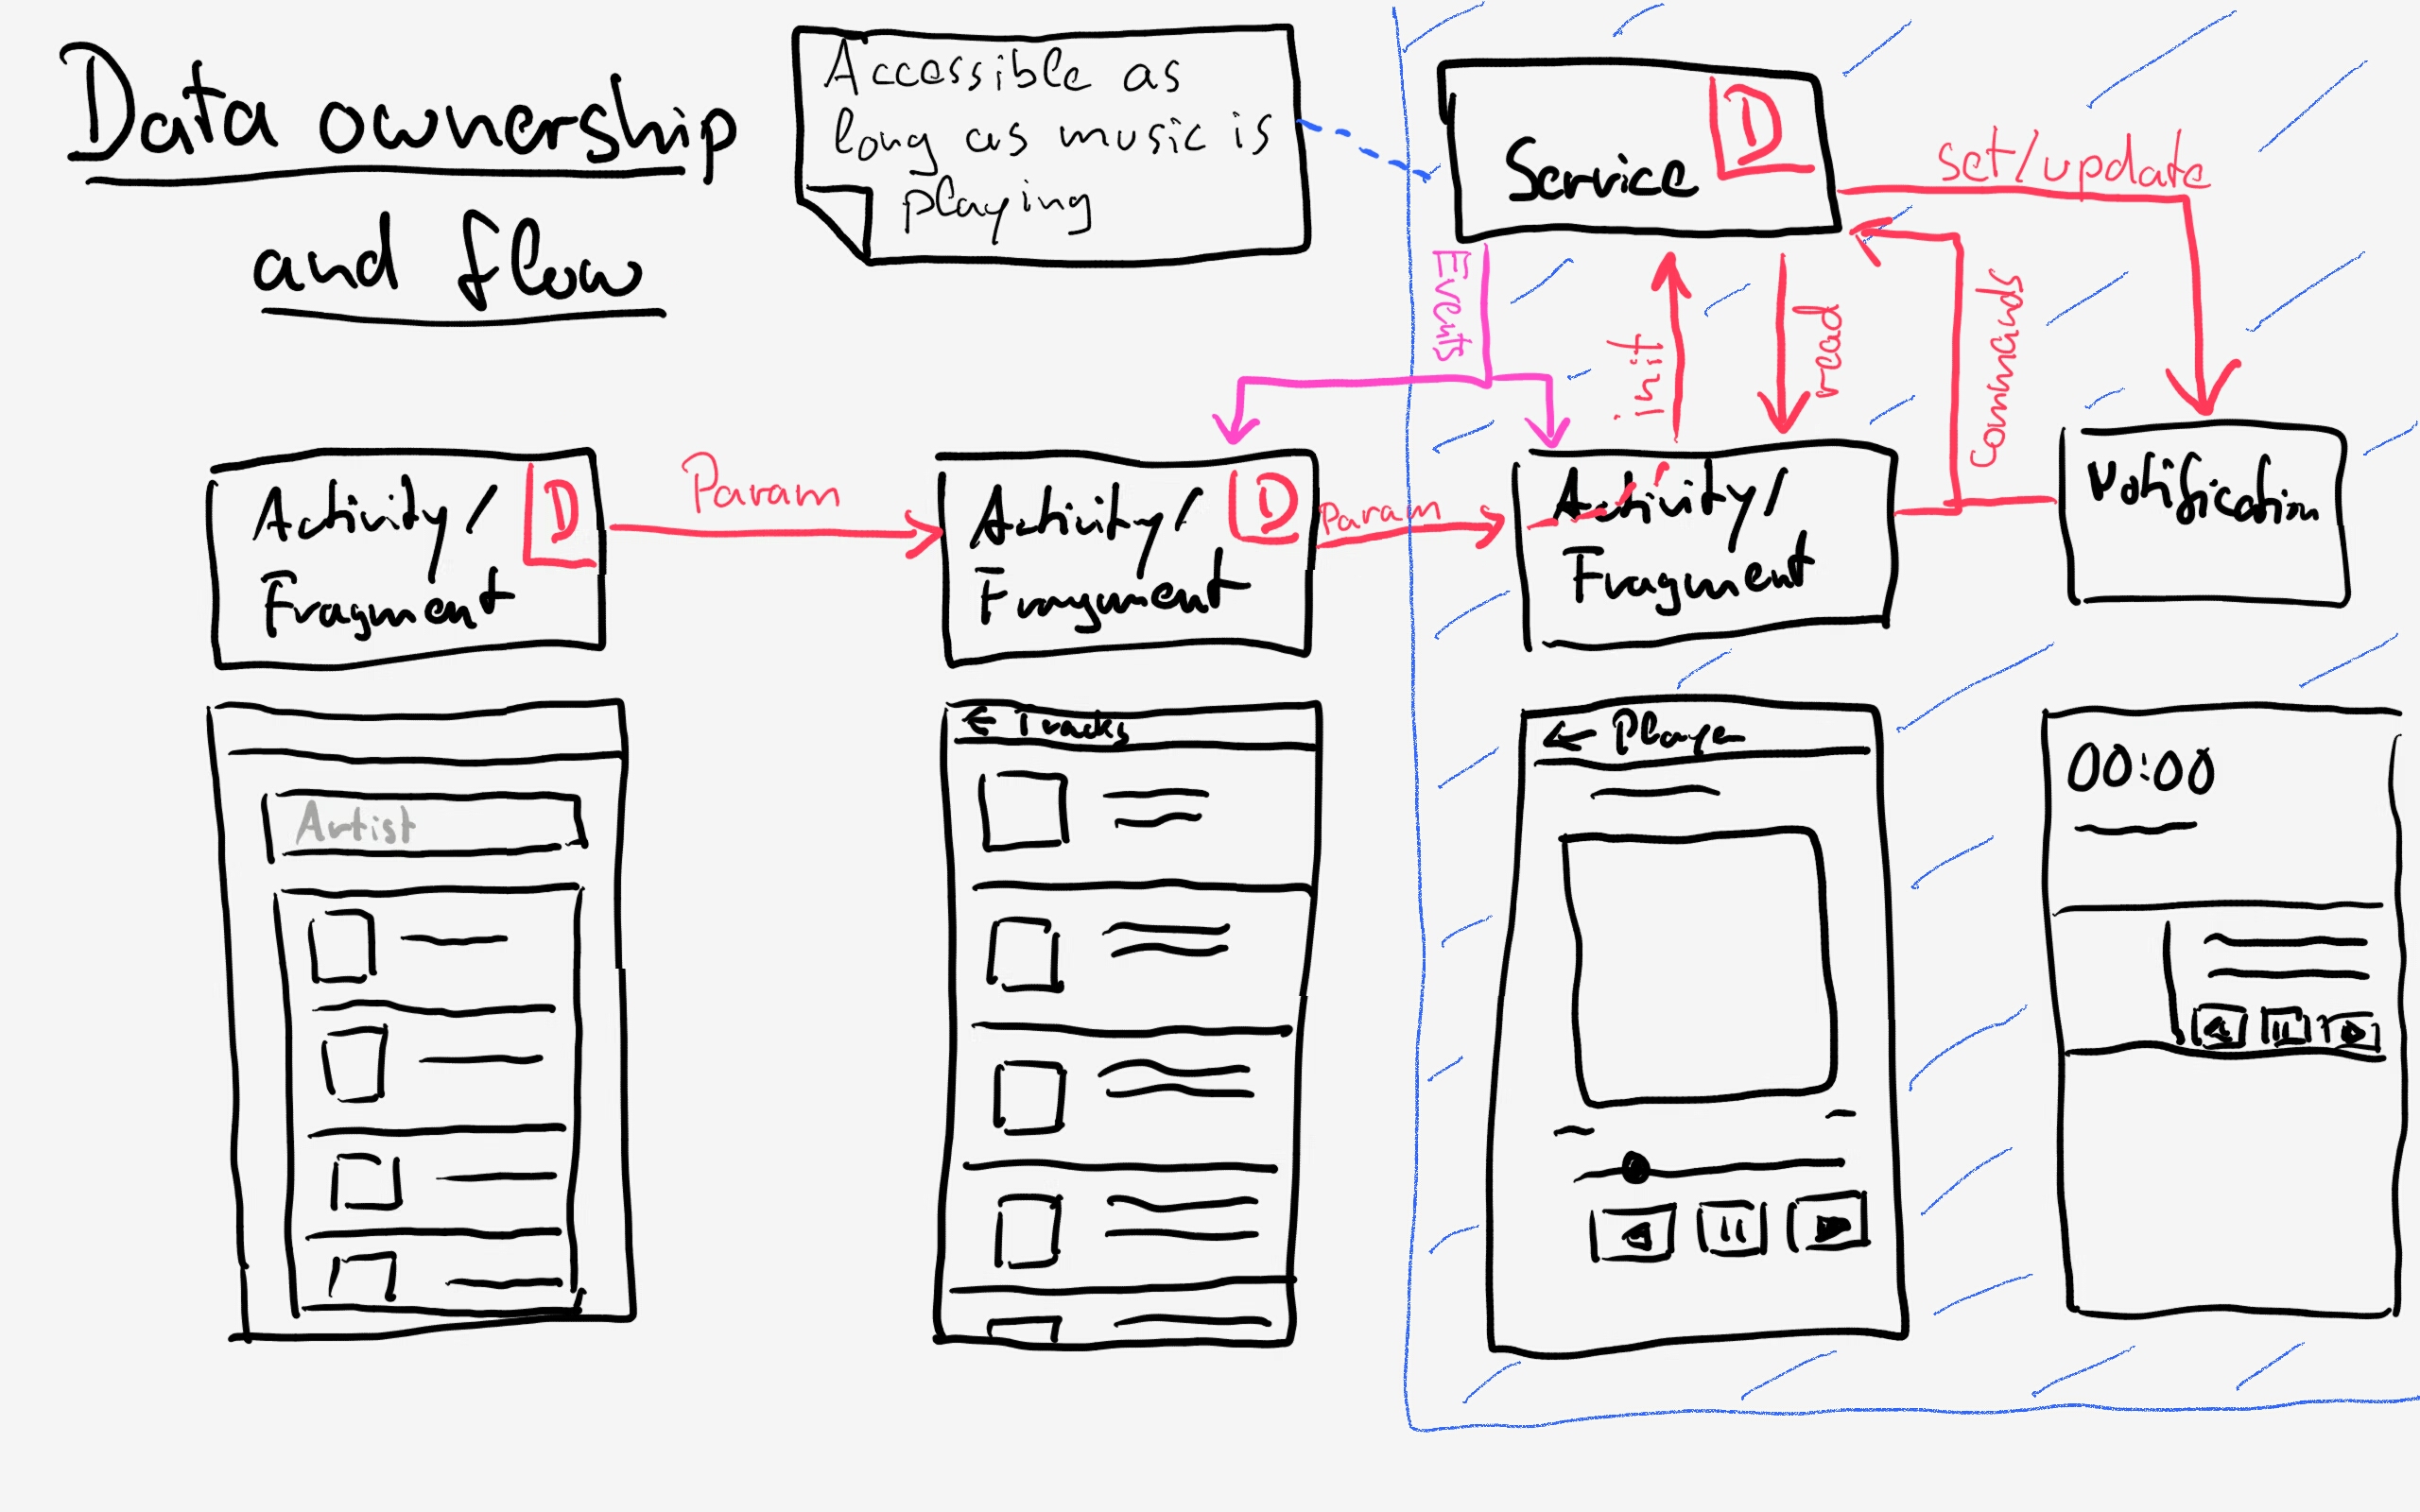 Data ownership
and flow
Accessible as
long as music is
playing
Service
D
set/update
Events
init
read
commands
Activity/
Fragment
D
Param
Activity/
Fragment
D
Param
Activity/
Fragment
Notification
Artist
← Tracks
← Player
00:00